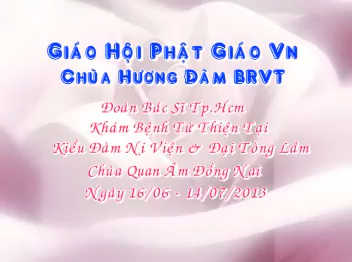 Giáo Hội Phật Giáo Vn
Chùa Hương Đàm BRVT
Đoàn Bác Sĩ Tp.Hcm
Khám Bệnh Từ Thiện Tại
Kiều Đàm Ni Viện & Đại Tòng Lâm
Chùa Quan Âm Đồng Nai
Ngày 16/06 - 14/07/2013